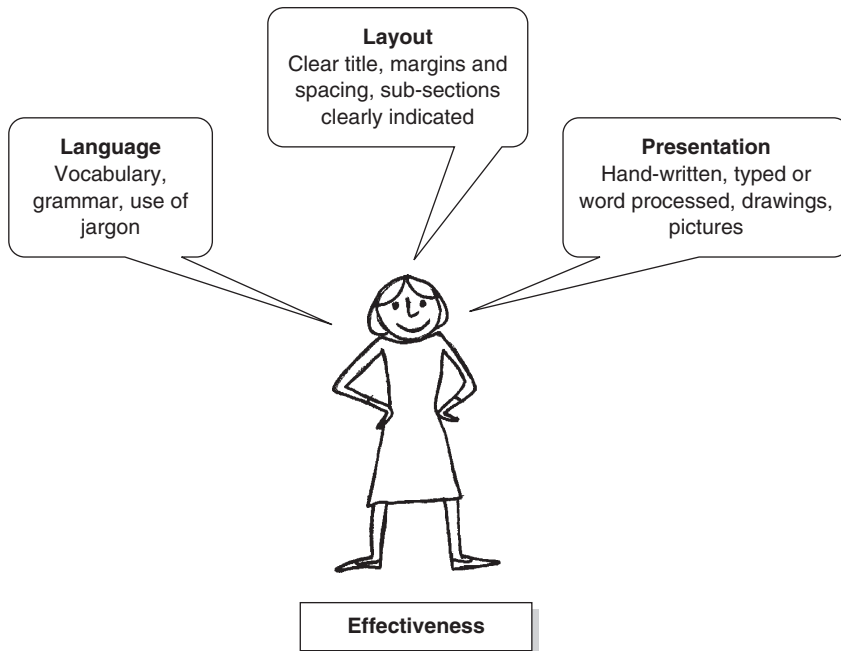 Layout
Clear title, margins and
spacing, sub-sections
clearly indicated
Language
Vocabulary,
grammar, use of
jargon
Presentation
Hand-written, typed or
word processed, drawings,
pictures
Effectiveness